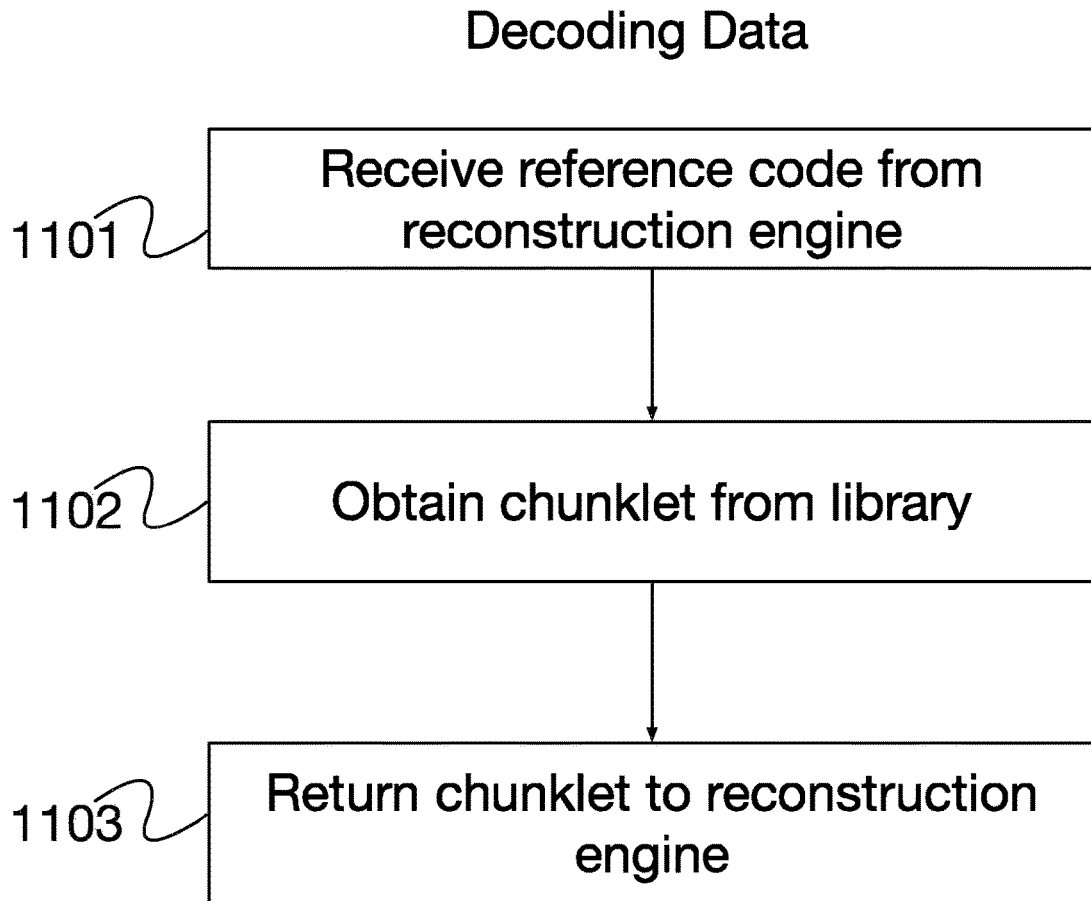 Decoding Data
Receive reference code from
reconstruction engine
1101
Obtain chunklet from library
1102
Return chunklet to reconstruction
engine
1103